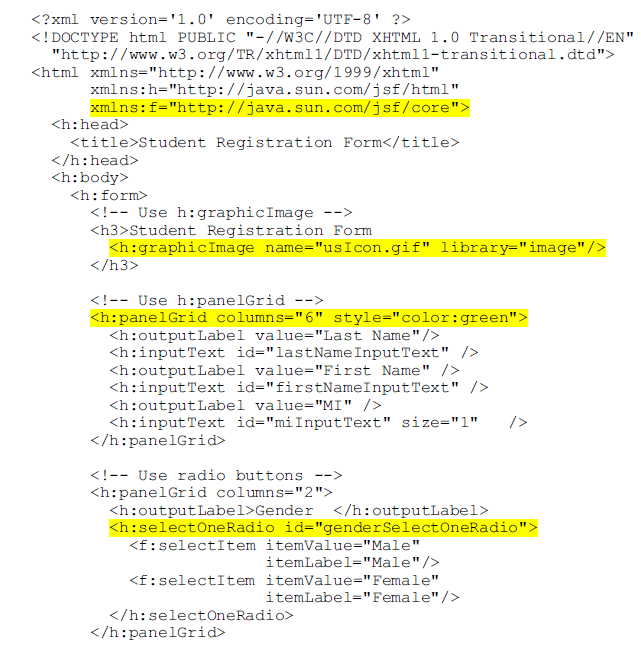 <?xml version='1.0' encoding='UTF-8' ?>
<!DOCTYPE html PUBLIC "-//W3C//DTD XHTML 1.0 Transitional//EN"
  "http://www.w3.org/TR/xhtml1/DTD/xhtml1-transitional.dtd">
<html xmlns="http://www.w3.org/1999/xhtml"
      xmlns:h="http://java.sun.com/jsf/html"
      xmlns:f="http://java.sun.com/jsf/core">
  <h:head>
    <title>Student Registration Form</title>
  </h:head>
  <h:body>
    <h:form>
      <!-- Use h:graphicImage -->
      <h3>Student Registration Form
        <h:graphicImage name="usIcon.gif" library="image"/>
      </h3>

      <!-- Use h:panelGrid -->
      <h:panelGrid columns="6" style="color:green">
        <h:outputLabel value="Last Name"/>
        <h:inputText id="lastNameInputText" />
        <h:outputLabel value="First Name" />
        <h:inputText id="firstNameInputText" />
        <h:outputLabel value="MI" />
        <h:inputText id="miInputText" size="1"   />
      </h:panelGrid>

      <!-- Use radio buttons -->
      <h:panelGrid columns="2">
        <h:outputLabel>Gender  </h:outputLabel>
        <h:selectOneRadio id="genderSelectOneRadio">
          <f:selectItem itemValue="Male"
                        itemLabel="Male"/>
          <f:selectItem itemValue="Female"
                        itemLabel="Female"/>
        </h:selectOneRadio>
      </h:panelGrid>